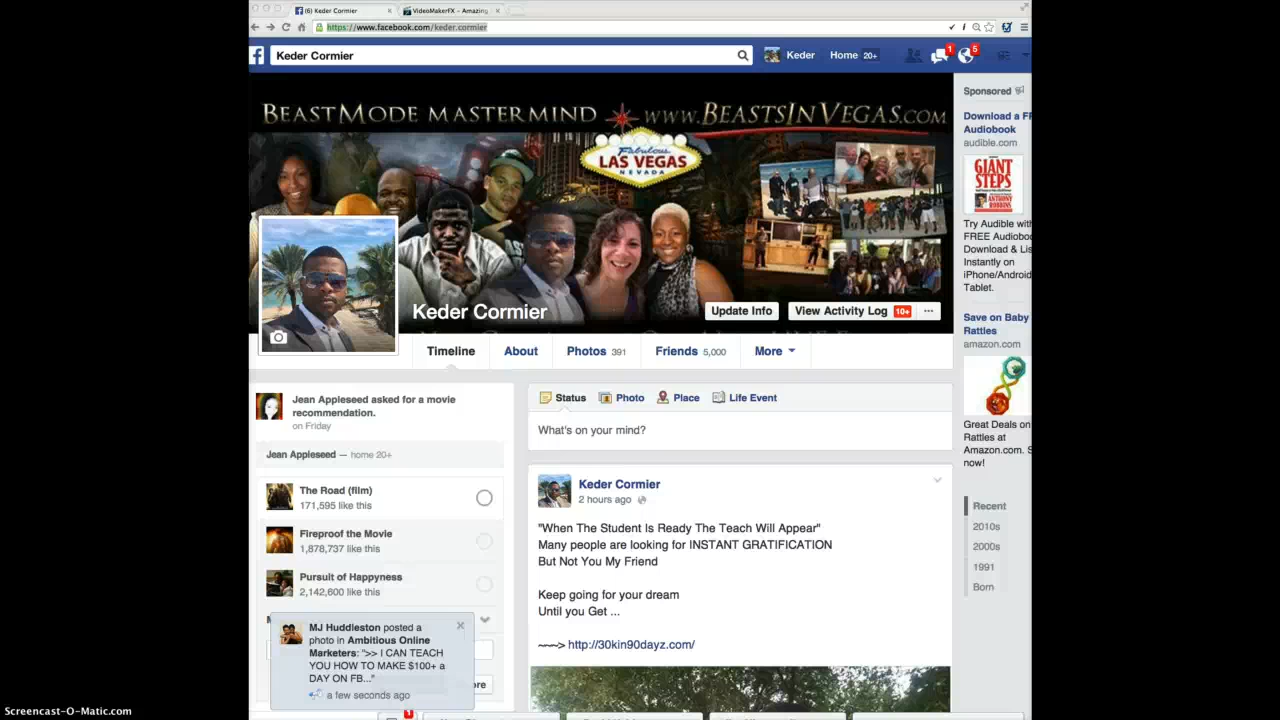 (6) Keder Cormier
VideoMakerFX - Amazing
https://www.facebook.com/keder.cormier
Keder Cormier
Keder
Home 20+
1
5
BEASTMODE MASTERMIND
WWW.BEASTSINVEGAS.COM
Fabulous
LAS VEGAS
NEVADA
Keder Cormier
Update Info
View Activity Log 10+
Timeline
About
Photos 391
Friends 5,000
More
Jean Appleseed asked for a movie
recommendation.
on Friday
Jean Appleseed — home 20+
The Road (film)
171,595 like this
Fireproof the Movie
1,878,737 like this
Pursuit of Happyness
2,142,600 like this
MJ Huddleston posted a
photo in Ambitious Online
Marketers: ">> I CAN TEACH
YOU HOW TO MAKE $100+ a
DAY ON FB..."
a few seconds ago
1
Status
Photo
Place
Life Event
What's on your mind?
Keder Cormier
2 hours ago
"When The Student Is Ready The Teach Will Appear"
Many people are looking for INSTANT GRATIFICATION
But Not You My Friend
Keep going for your dream
Until you Get ...
~~~> http://30kin90dayz.com/
Sponsored
Download a
Audiobook
audible.com
GIANT
STEPS
ANTHONY
ROBBINS
Try Audible with
FREE
Download &
Instantly on
iPhone/Android
Tablet.
Save on Baby
Rattles
amazon.com
Great Deals on
Rattles at
Amazon.com.
now!
Recent
2010s
2000s
1991
Born
Screencast-O-Matic.com